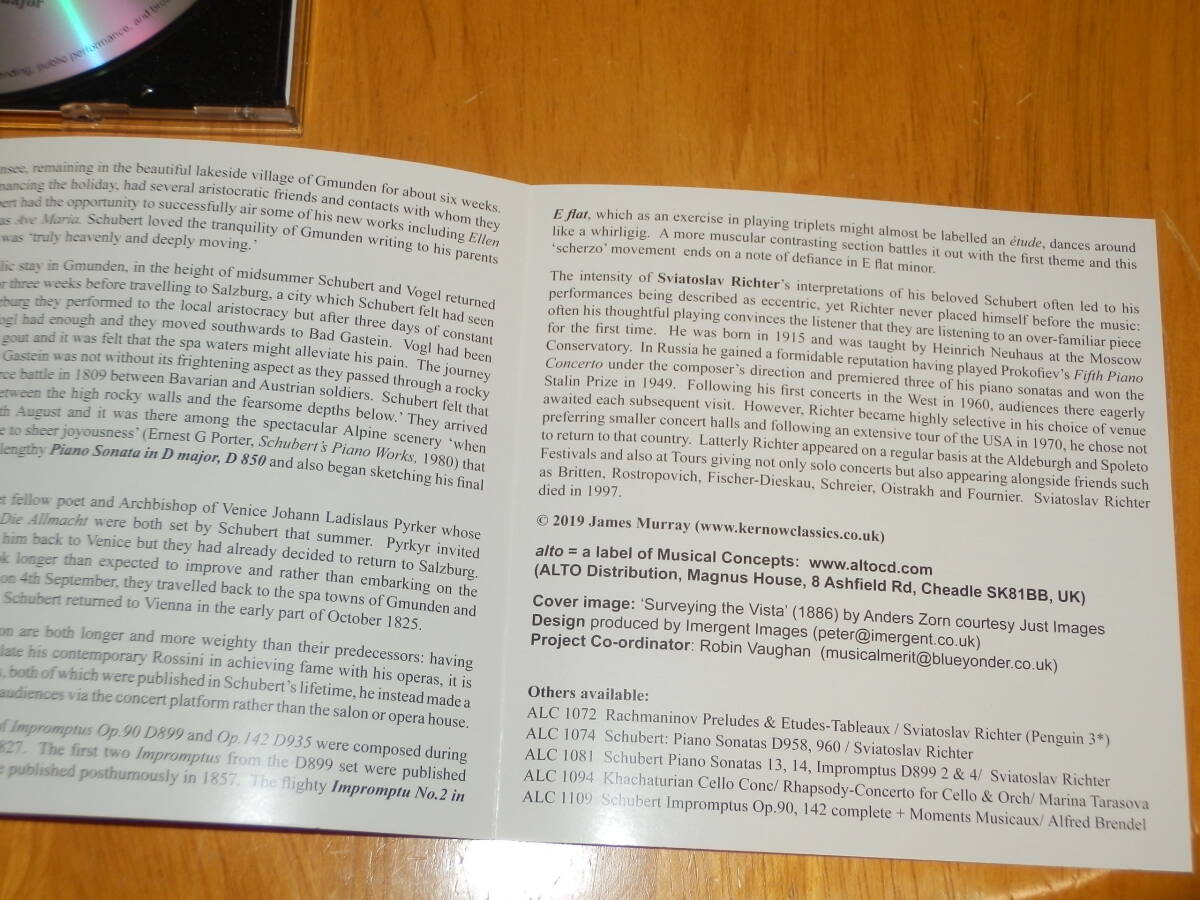 major
nding, public performance, and bro
nsee, remaining in the beautiful lakeside village of Gmunden for about six weeks.
nancing the holiday, had several aristocratic friends and contacts with whom they
ert had the opportunity to successfully air some of his new works including Ellen
as Ave Maria. Schubert loved the tranquility of Gmunden writing to his parents
was 'truly heavenly and deeply moving.'
lic stay in Gmunden, in the height of midsummer Schubert and Vogel returned
r three weeks before travelling to Salzburg, a city which Schubert felt had seen
zburg they performed to the local aristocracy but after three days of constant
ogl had enough and they moved southwards to Bad Gastein. Vogl had been
gout and it was felt that the spa waters might alleviate his pain. The journey
Gastein was not without its frightening aspect as they passed through a rocky
rce battle in 1809 between Bavarian and Austrian soldiers. Schubert felt that
etween the high rocky walls and the fearsome depths below.' They arrived
th August and it was there among the spectacular Alpine scenery 'when
e to sheer joyousness' (Ernest G Porter, Schubert's Piano Works, 1980) that
lengthy Piano Sonata in D major, D 850 and also began sketching his final
et fellow poet and Archbishop of Venice Johann Ladislaus Pyrker whose
Die Allmacht were both set by Schubert that summer. Pyrkyr invited
him back to Venice but they had already decided to return to Salzburg.
ok longer than expected to improve and rather than embarking on the
on 4th September, they travelled back to the spa towns of Gmunden and
Schubert returned to Vienna in the early part of October 1825.
on are both longer and more weighty than their predecessors: having
late his contemporary Rossini in achieving fame with his operas, it is
s, both of which were published in Schubert's lifetime, he instead made a
audiences via the concert platform rather than the salon or opera house.
of Impromptus Op.90 D899 and Op.142 D935 were composed during
827. The first two Impromptus from the D899 set were published
e published posthumously in 1857. The flighty Impromptu No.2 in
E flat, which as an exercise in playing triplets might almost be labelled an étude, dances around
like a whirligig. A more muscular contrasting section battles it out with the first theme and this
'scherzo' movement ends on a note of defiance in E flat minor.
The intensity of Sviatoslav Richter's interpretations of his beloved Schubert often led to his
performances being described as eccentric, yet Richter never placed himself before the music:
often his thoughtful playing convinces the listener that they are listening to an over-familiar piece
for the first time. He was born in 1915 and was taught by Heinrich Neuhaus at the Moscow
Conservatory. In Russia he gained a formidable reputation having played Prokofiev's Fifth Piano
Concerto under the composer's direction and premiered three of his piano sonatas and won the
Stalin Prize in 1949. Following his first concerts in the West in 1960, audiences there eagerly
awaited each subsequent visit. However, Richter became highly selective in his choice of venue
preferring smaller concert halls and following an extensive tour of the USA in 1970, he chose not
to return to that country. Latterly Richter appeared on a regular basis at the Aldeburgh and Spoleto
Festivals and also at Tours giving not only solo concerts but also appearing alongside friends such
as Britten, Rostropovich, Fischer-Dieskau, Schreier, Oistrakh and Fournier. Sviatoslav Richter
died in 1997.
© 2019 James Murray (www.kernowclassics.co.uk)
alto = a label of Musical Concepts: www.altocd.com
(ALTO Distribution, Magnus House, 8 Ashfield Rd, Cheadle SK81BB, UK)
Cover image: 'Surveying the Vista' (1886) by Anders Zorn courtesy Just Images
Design produced by Imergent Images (peter@imergent.co.uk)
Project Co-ordinator: Robin Vaughan (musicalmerit@blueyonder.co.uk)
Others available:
ALC 1072 Rachmaninov Preludes & Etudes-Tableaux / Sviatoslav Richter (Penguin 3*)
ALC 1074 Schubert: Piano Sonatas D958, 960 / Sviatoslav Richter
ALC 1081 Schubert Piano Sonatas 13, 14, Impromptus D899 2 & 4/ Sviatoslav Richter
ALC 1094 Khachaturian Cello Conc/ Rhapsody-Concerto for Cello & Orch/ Marina Tarasova
ALC 1109 Schubert Impromptus Op.90, 142 complete + Moments Musicaux/ Alfred Brendel